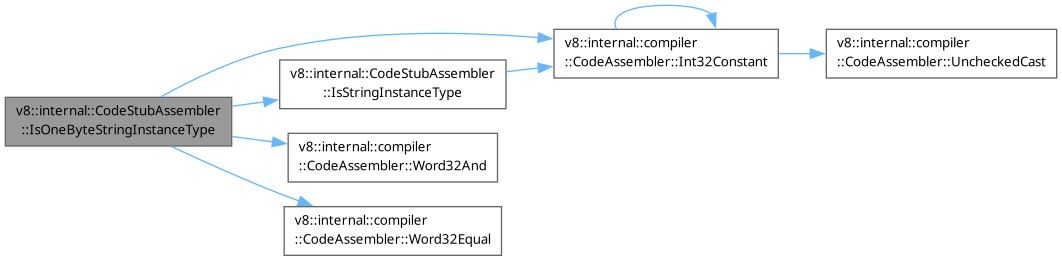 v8::internal::CodeStubAssembler
::IsOneByteStringInstanceType
v8::internal::compiler
::CodeAssembler::Int32Constant
v8::internal::compiler
::CodeAssembler::UncheckedCast
v8::internal::CodeStubAssembler
::IsStringInstanceType
v8::internal::compiler
::CodeAssembler::Word32And
v8::internal::compiler
::CodeAssembler::Word32Equal